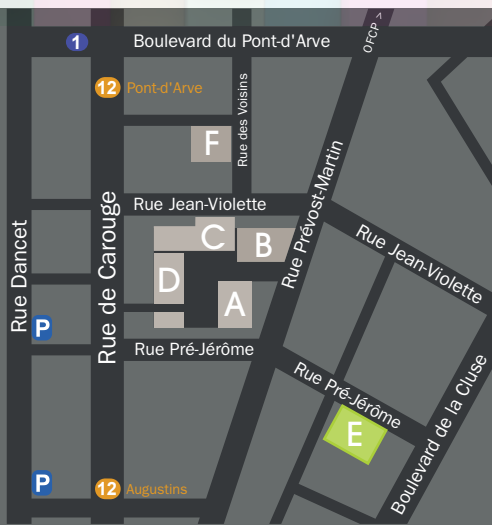 OFCP >
1
Boulevard du Pont-d'Arve
12 Pont-d'Arve
Rue des Voisins
F
Rue Jean-Violette
Rue Prévost-Martin
Rue Jean-Violette
C
B
D
A
Rue Dancet
Rue de Carouge
P
Rue Pré-Jérôme
Rue Pré-Jérôme
E
Boulevard de la Cluse
P
12 Augustins